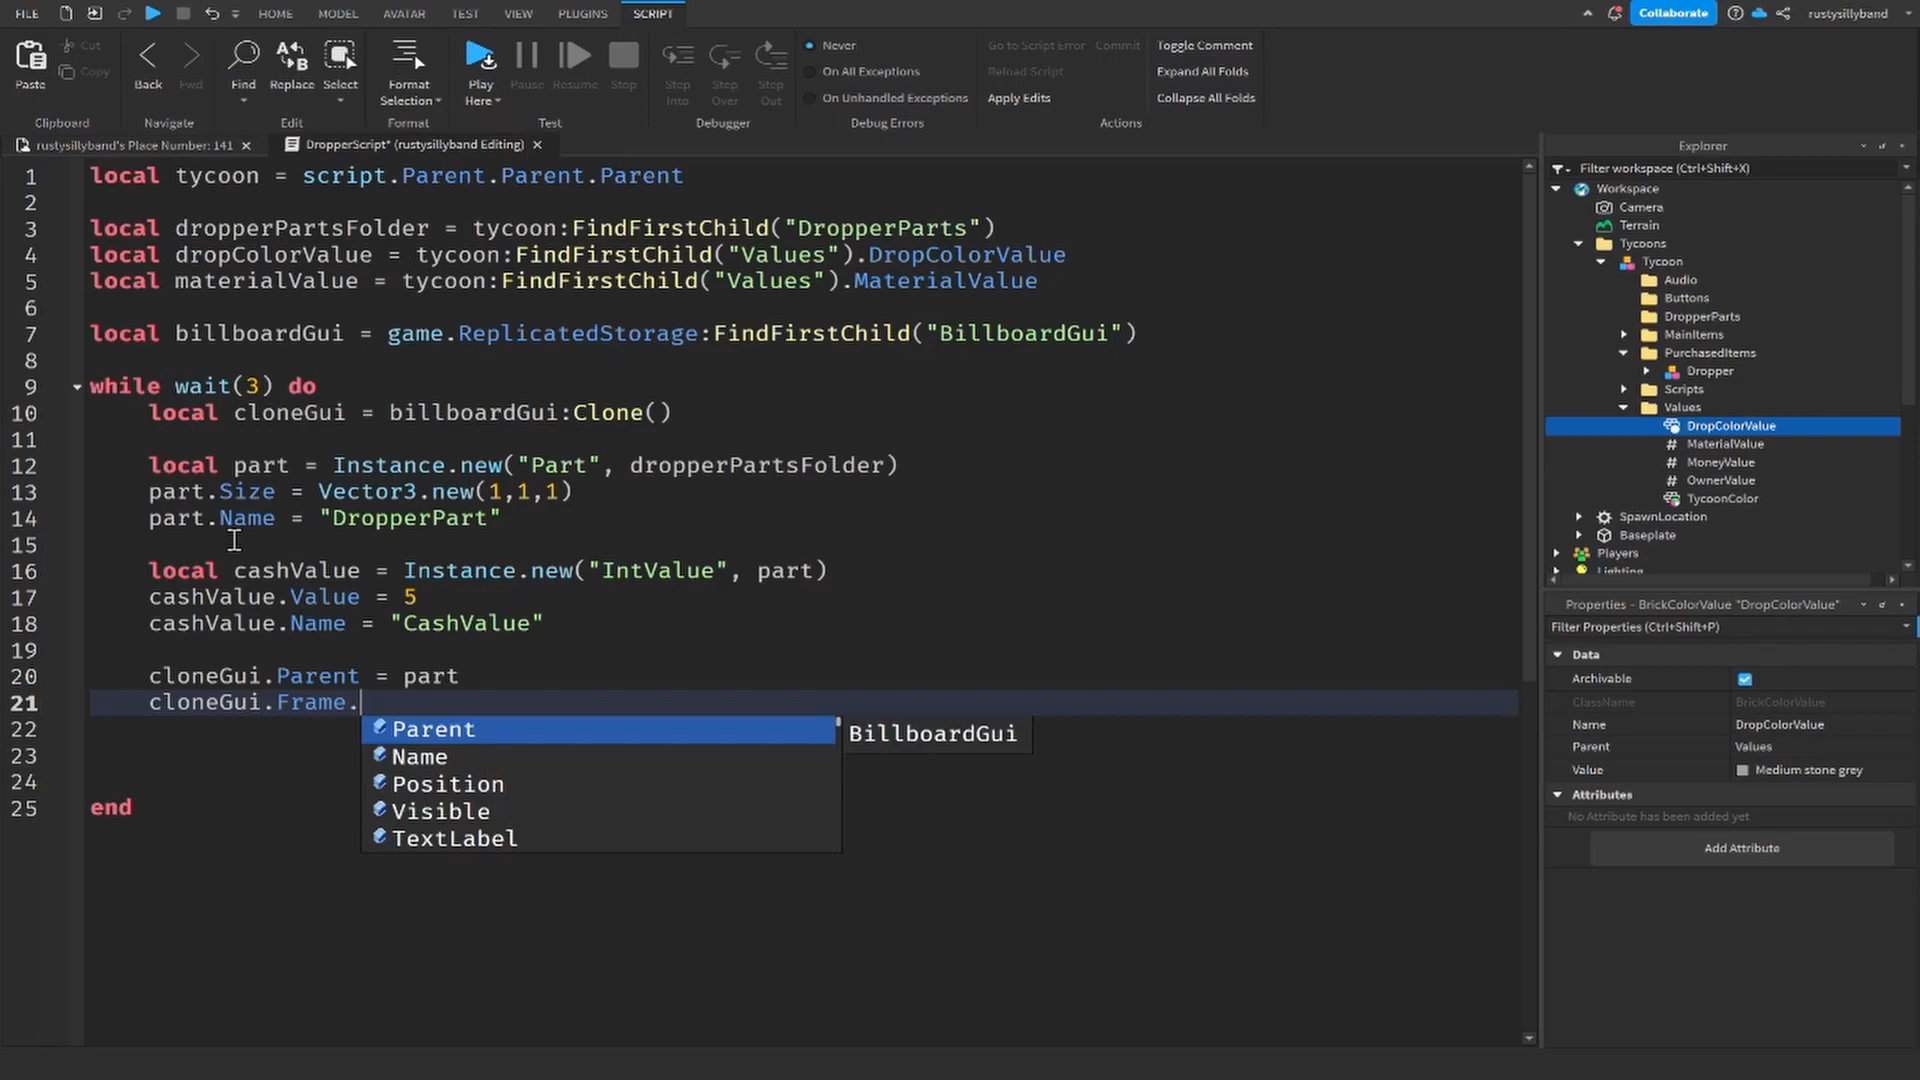 FILE HOME MODEL AVATAR TEST VIEW PLUGINS SCRIPT Collaborate rustysillyband
Paste Cut Copy Clipboard
Back Fwd Navigate
Find Replace Select Edit
Format Selection Format
Play Here Pause Resume Stop Test
Step Into Step Over Step Out Debugger
Never
On All Exceptions
On Unhandled Exceptions
Debug Errors
Go to Script Error Commit
Reload Script
Apply Edits
Toggle Comment
Expand All Folds
Collapse All Folds
Actions
rustysillyband's Place Number: 141 DropperScript* (rustysillyband Editing)
1 local tycoon = script.Parent.Parent.Parent
2
3 local dropperPartsFolder = tycoon:FindFirstChild("DropperParts")
4 local dropColorValue = tycoon:FindFirstChild("Values").DropColorValue
5 local materialValue = tycoon:FindFirstChild("Values").MaterialValue
6
7 local billboardGui = game.ReplicatedStorage:FindFirstChild("BillboardGui")
8
9 while wait(3) do
10 local cloneGui = billboardGui:Clone()
11
12 local part = Instance.new("Part", dropperPartsFolder)
13 part.Size = Vector3.new(1,1,1)
14 part.Name = "DropperPart"
15
16 local cashValue = Instance.new("IntValue", part)
17 cashValue.Value = 5
18 cashValue.Name = "CashValue"
19
20 cloneGui.Parent = part
21 cloneGui.Frame.
22
23
24
25 end
Parent BillboardGui
Name
Position
Visible
TextLabel
Explorer
Filter workspace (Ctrl+Shift+X)
Workspace
Camera
Terrain
Tycoons
Tycoon
Audio
Buttons
DropperParts
MainItems
PurchasedItems
Dropper
Scripts
Values
DropColorValue
MaterialValue
MoneyValue
OwnerValue
TycoonColor
SpawnLocation
Baseplate
Players
Lighting
Properties - BrickColorValue "DropColorValue"
Filter Properties (Ctrl+Shift+P)
Data
Archivable
ClassName BrickColorValue
Name DropColorValue
Parent Values
Value Medium stone grey
Attributes
No Attribute has been added yet
Add Attribute